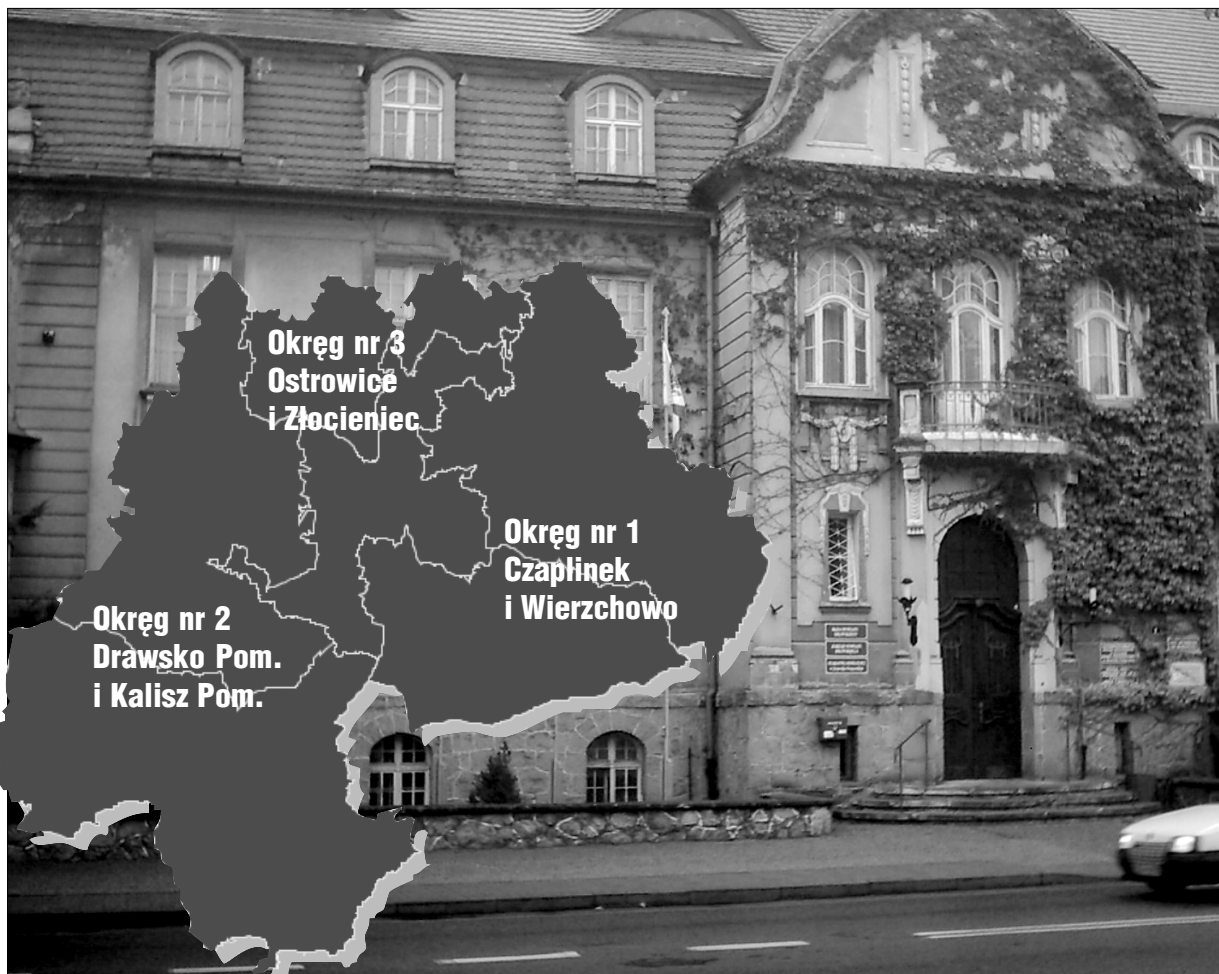 Okręg nr 3
Ostrowice
i Złocieniec
Okręg nr 1
Czaplinek
i Wierzchowo
Okręg nr 2
Drawsko Pom.
i Kalisz Pom.